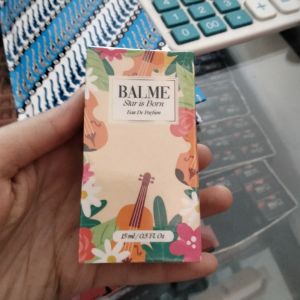 BALME
Star is Born
Eau De Parfum
15 ml / 0.5 Fl. Oz